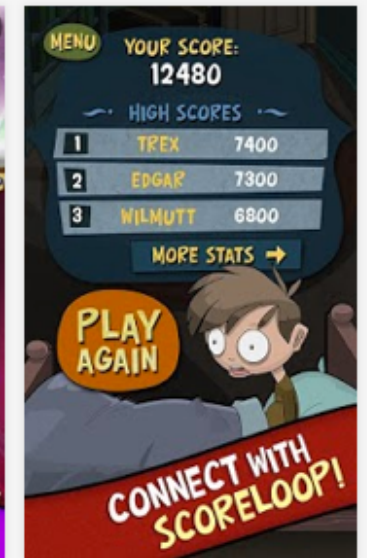 MENU
YOUR SCORE:
12480
HIGH SCORES
1 TREX 7400
2 EDGAR 7300
3 WILMUTT 6800
MORE STATS
PLAY
AGAIN
CONNECT WITH
SCORELOOP!